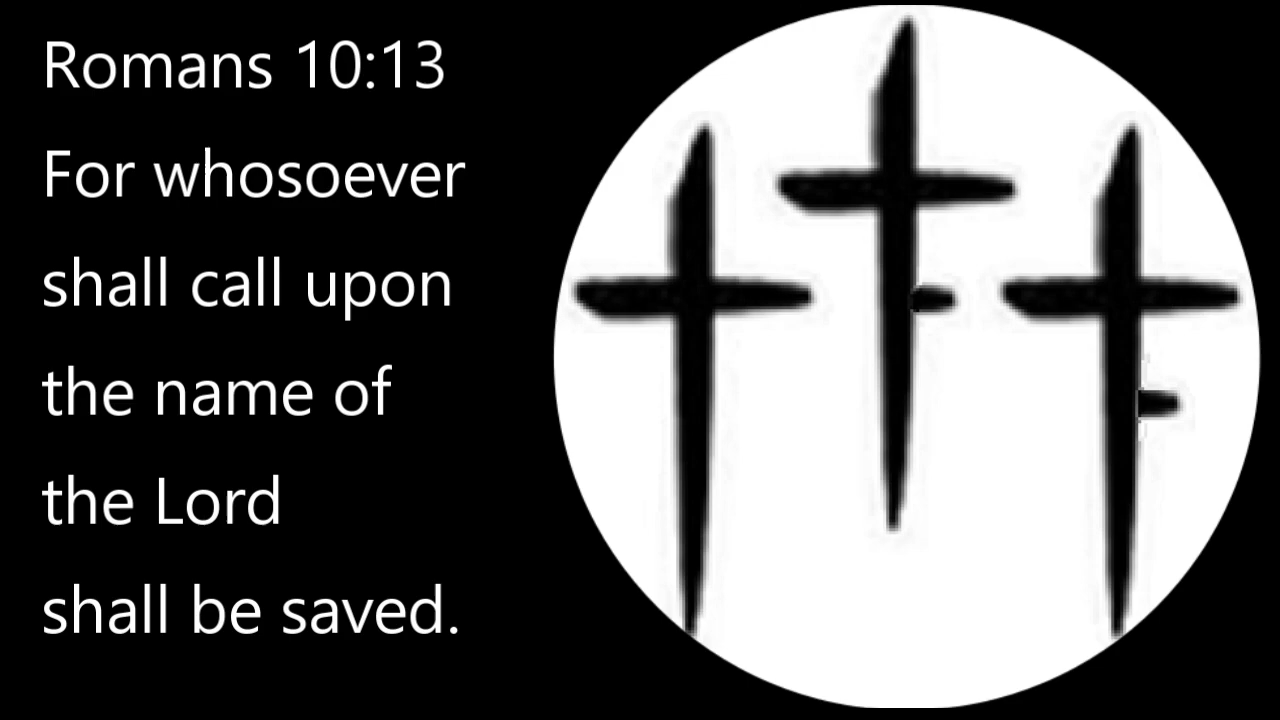 Romans 10:13
For whosoever
shall call upon
the name of
the Lord
shall be saved.